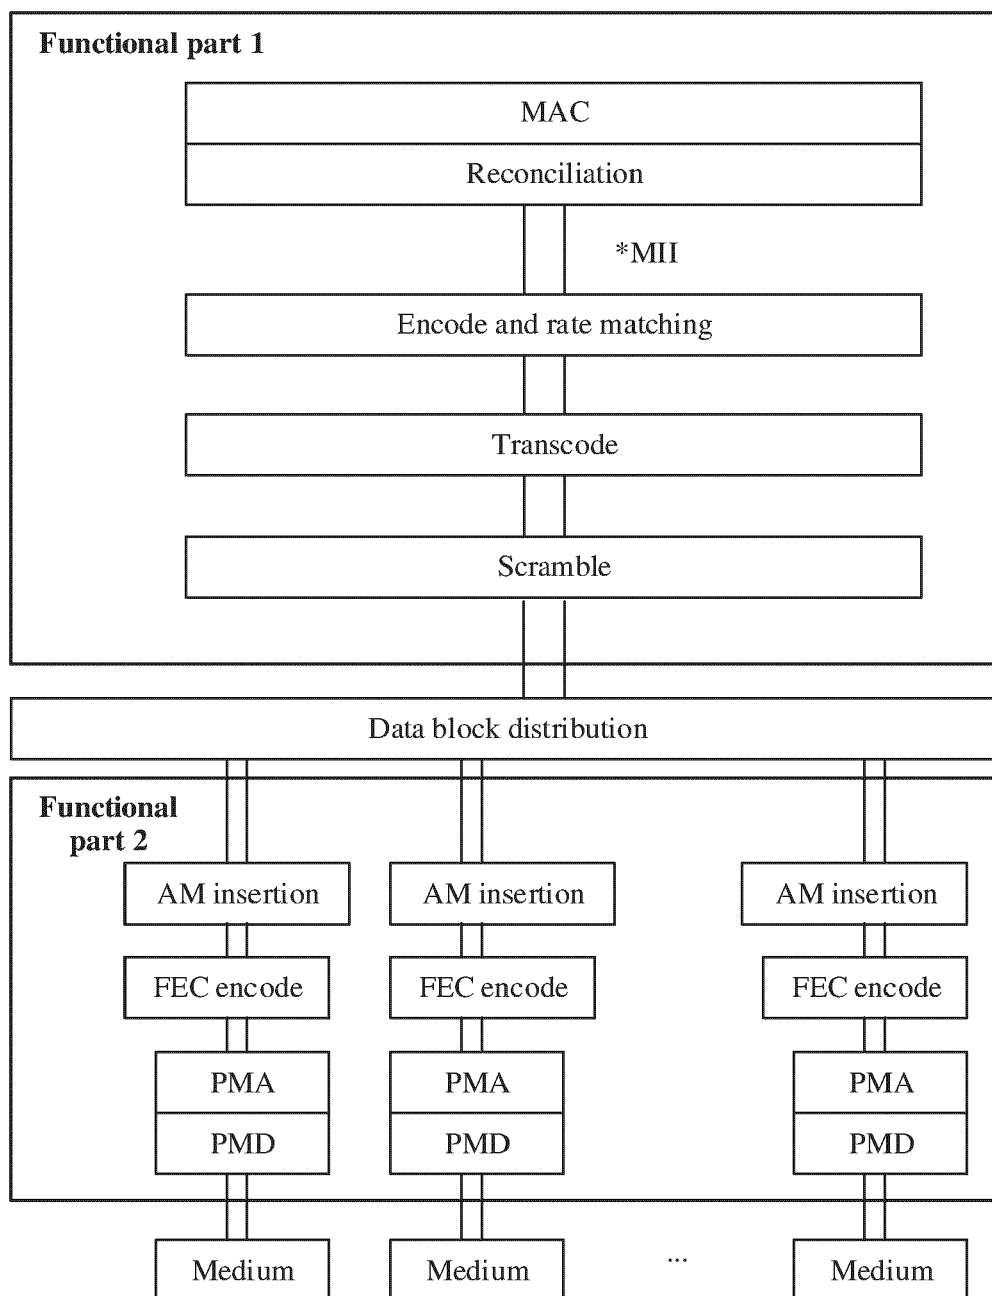 Functional part 1
MAC
Reconciliation
*MII
Encode and rate matching
Transcode
Scramble
Data block distribution
Functional
part 2
AM insertion
AM insertion
AM insertion
FEC encode
FEC encode
FEC encode
PMA
PMA
PMA
PMD
PMD
PMD
Medium
Medium
...
Medium